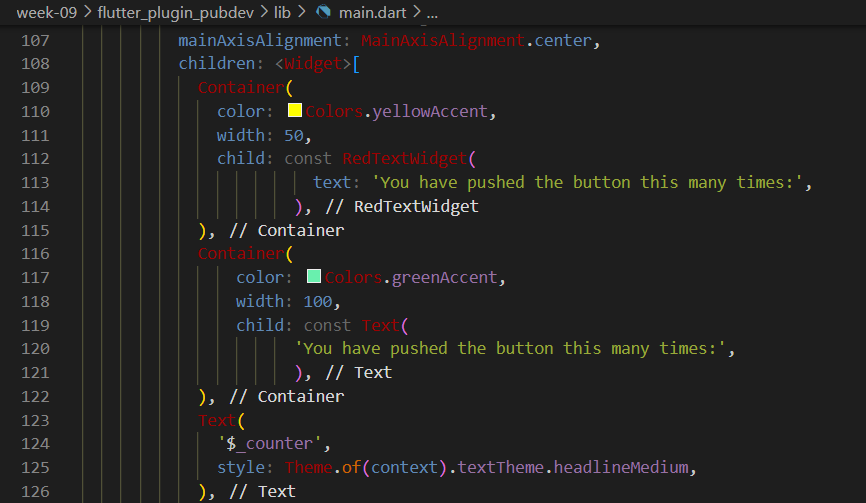 week-09 > flutter_plugin_pubdev > lib > main.dart > ...
107 mainAxisAlignment: MainAxisAlignment.center,
108 children: <Widget>[
109 Container(
110 color: Colors.yellowAccent,
111 width: 50,
112 child: const RedTextWidget(
113 text: 'You have pushed the button this many times:',
114 ), // RedTextWidget
115 ), // Container
116 Container(
117 color: Colors.greenAccent,
118 width: 100,
119 child: const Text(
120 'You have pushed the button this many times:',
121 ), // Text
122 ), // Container
123 Text(
124 '$_counter',
125 style: Theme.of(context).textTheme.headlineMedium,
126 ), // Text